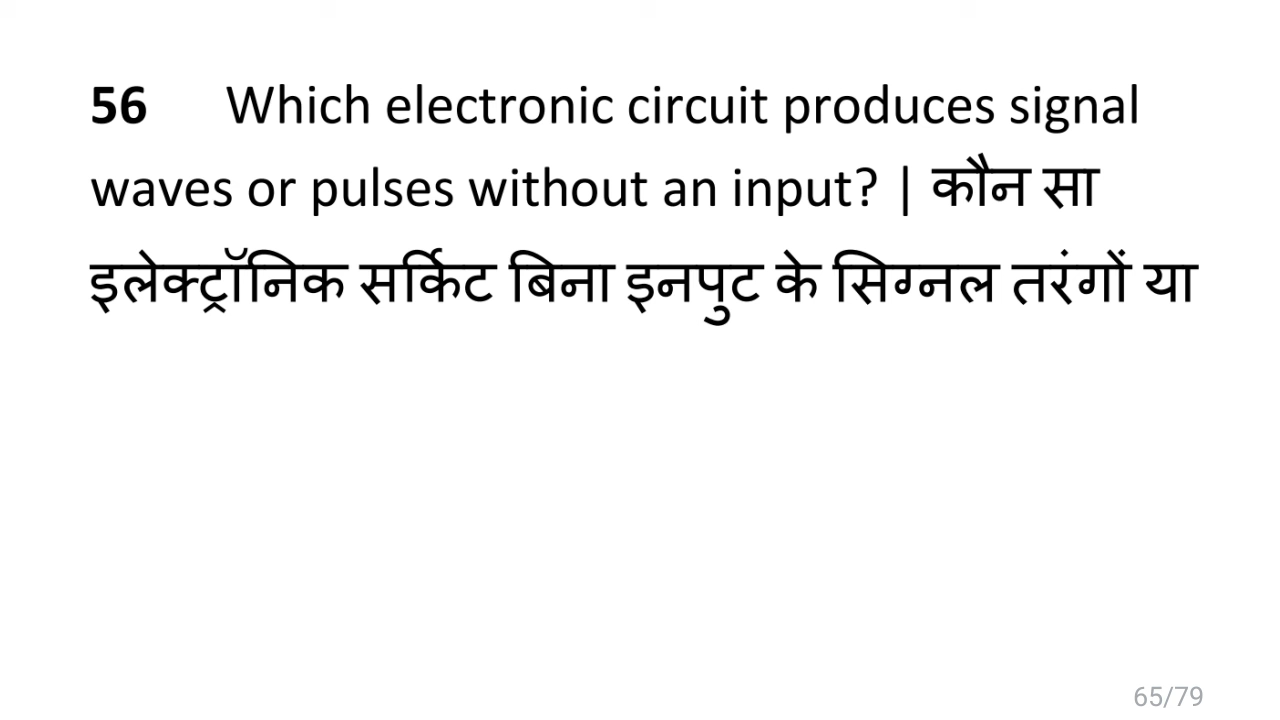 56 Which electronic circuit produces signal
waves or pulses without an input? | कौन सा
इलेक्ट्रॉनिक सर्किट बिना इनपुट के सिग्नल तरंगों या
65/79